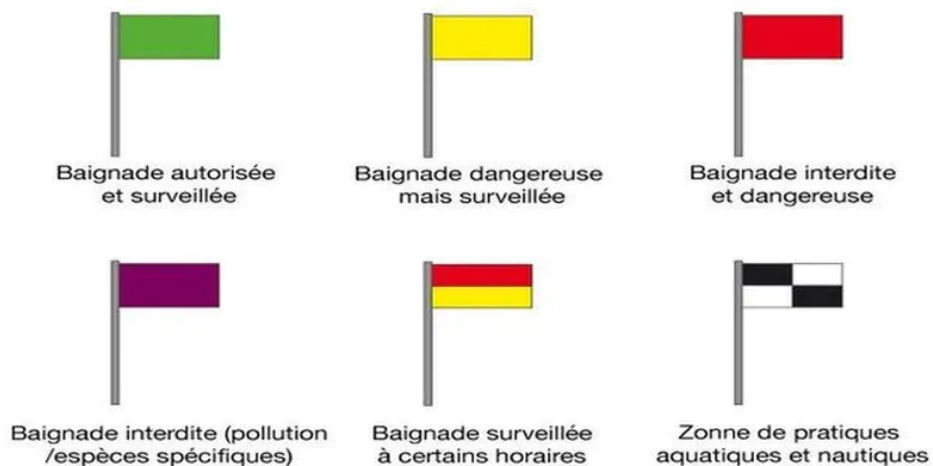 Baignade autorisée
et surveillée
Baignade dangereuse
mais surveillée
Baignade interdite
et dangereuse
Baignade interdite (pollution
/espèces spécifiques)
Baignade surveillée
à certains horaires
Zonne de pratiques
aquatiques et nautiques